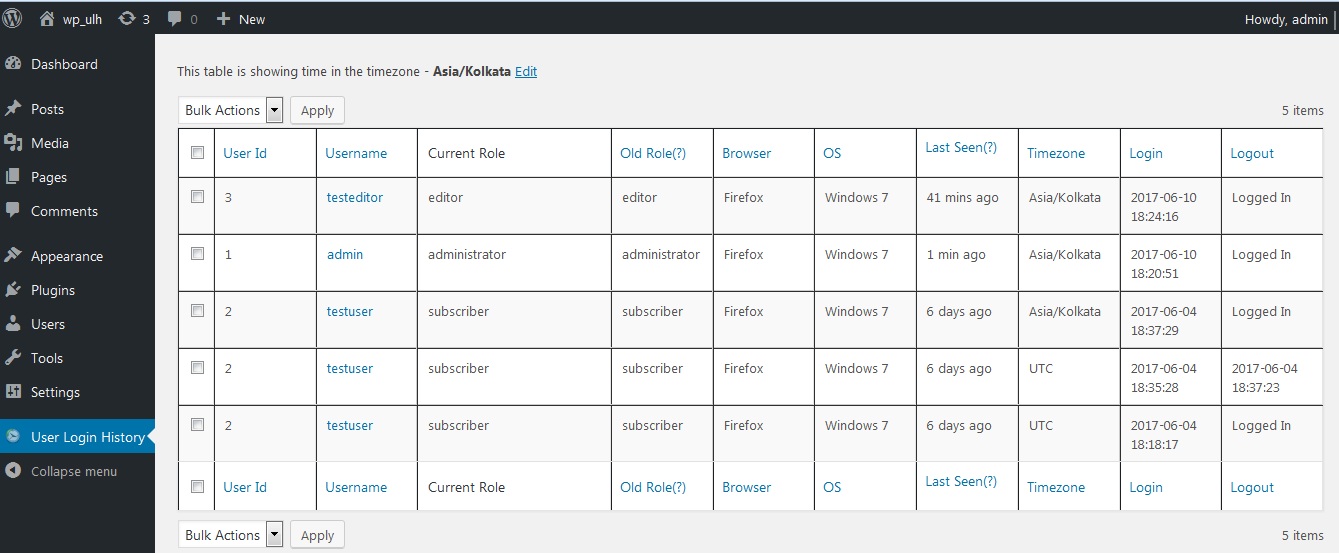 wp_ulh 3 0 New Howdy, admin
Dashboard
Posts
Media
Pages
Comments
Appearance
Plugins
Users
Tools
Settings
User Login History
Collapse menu
This table is showing time in the timezone - Asia/Kolkata Edit
Bulk Actions Apply 5 items
User Id Username Current Role Old Role(?) Browser OS Last Seen(?) Timezone Login Logout
3 testeditor editor editor Firefox Windows 7 41 mins ago Asia/Kolkata 2017-06-10 Logged In
18:24:16
1 admin administrator administrator Firefox Windows 7 1 min ago Asia/Kolkata 2017-06-10 Logged In
18:20:51
2 testuser subscriber subscriber Firefox Windows 7 6 days ago Asia/Kolkata 2017-06-04 Logged In
18:37:29
2 testuser subscriber subscriber Firefox Windows 7 6 days ago UTC 2017-06-04 2017-06-04
18:35:28 18:37:23
2 testuser subscriber subscriber Firefox Windows 7 6 days ago UTC 2017-06-04 Logged In
18:18:17
User Id Username Current Role Old Role(?) Browser OS Last Seen(?) Timezone Login Logout
Bulk Actions Apply 5 items